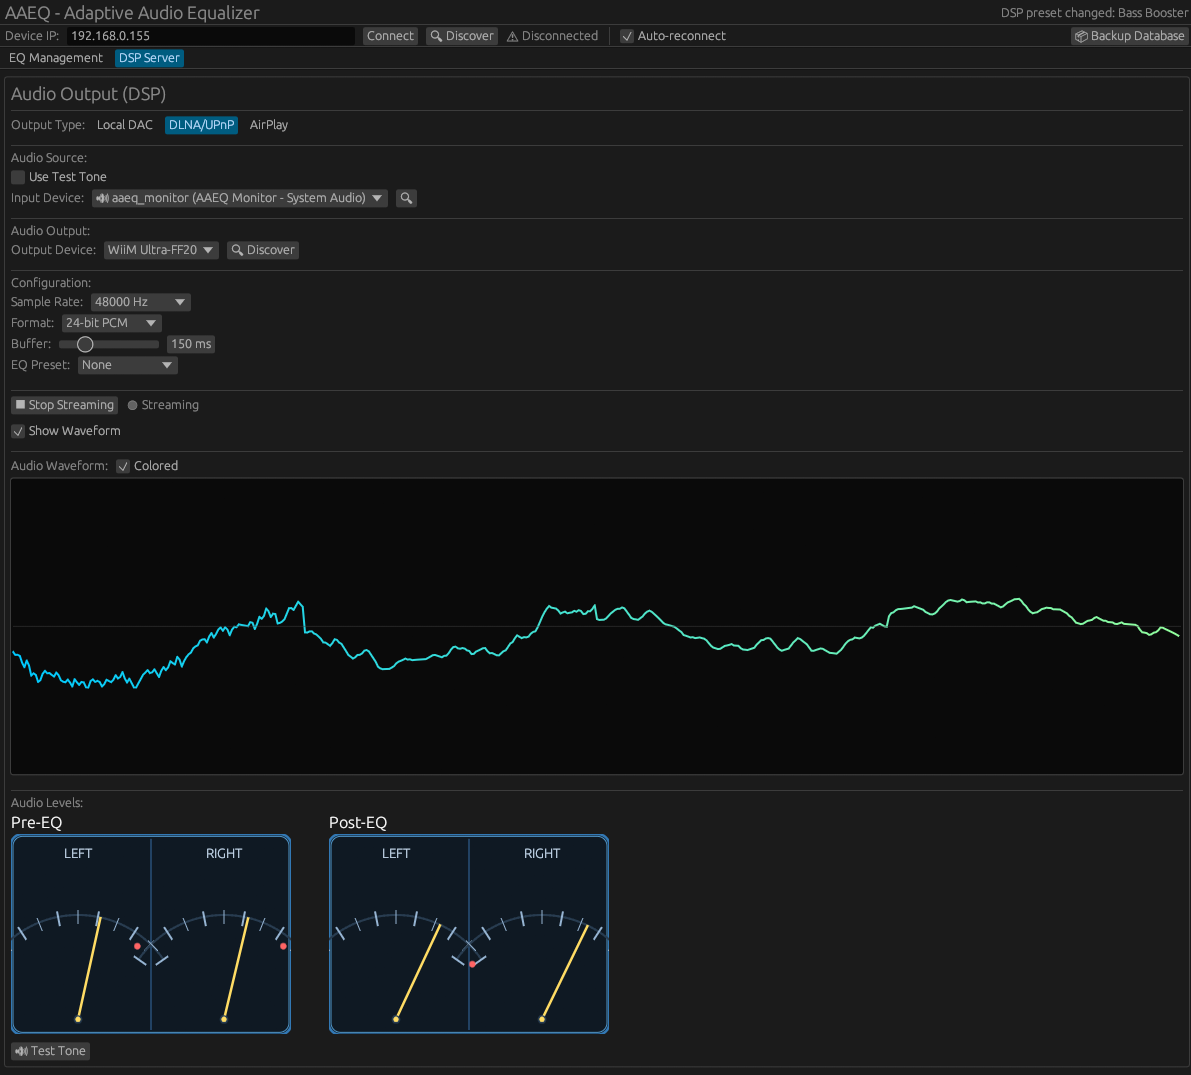 AAEQ - Adaptive Audio Equalizer
DSP preset changed: Bass Booster
Device IP: 192.168.0.155 Connect Discover Disconnected Auto-reconnect Backup Database
EQ Management DSP Server
Audio Output (DSP)
Output Type: Local DAC DLNA/UPnP AirPlay
Audio Source:
Use Test Tone
Input Device: aaeq_monitor (AAEQ Monitor - System Audio)
Audio Output:
Output Device: WiiM Ultra-FF20 Discover
Configuration:
Sample Rate: 48000 Hz
Format: 24-bit PCM
Buffer: 150 ms
EQ Preset: None
Stop Streaming Streaming
Show Waveform
Audio Waveform: Colored
Audio Levels:
Pre-EQ Post-EQ
LEFT RIGHT LEFT RIGHT
Test Tone